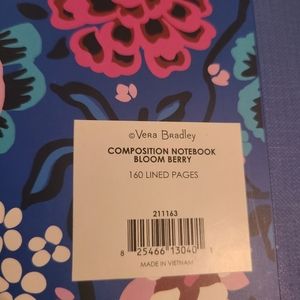 ©Vera Bradley
COMPOSITION NOTEBOOK
BLOOM BERRY
160 LINED PAGES
211163
8 25466 13040 1
MADE IN VIETNAM